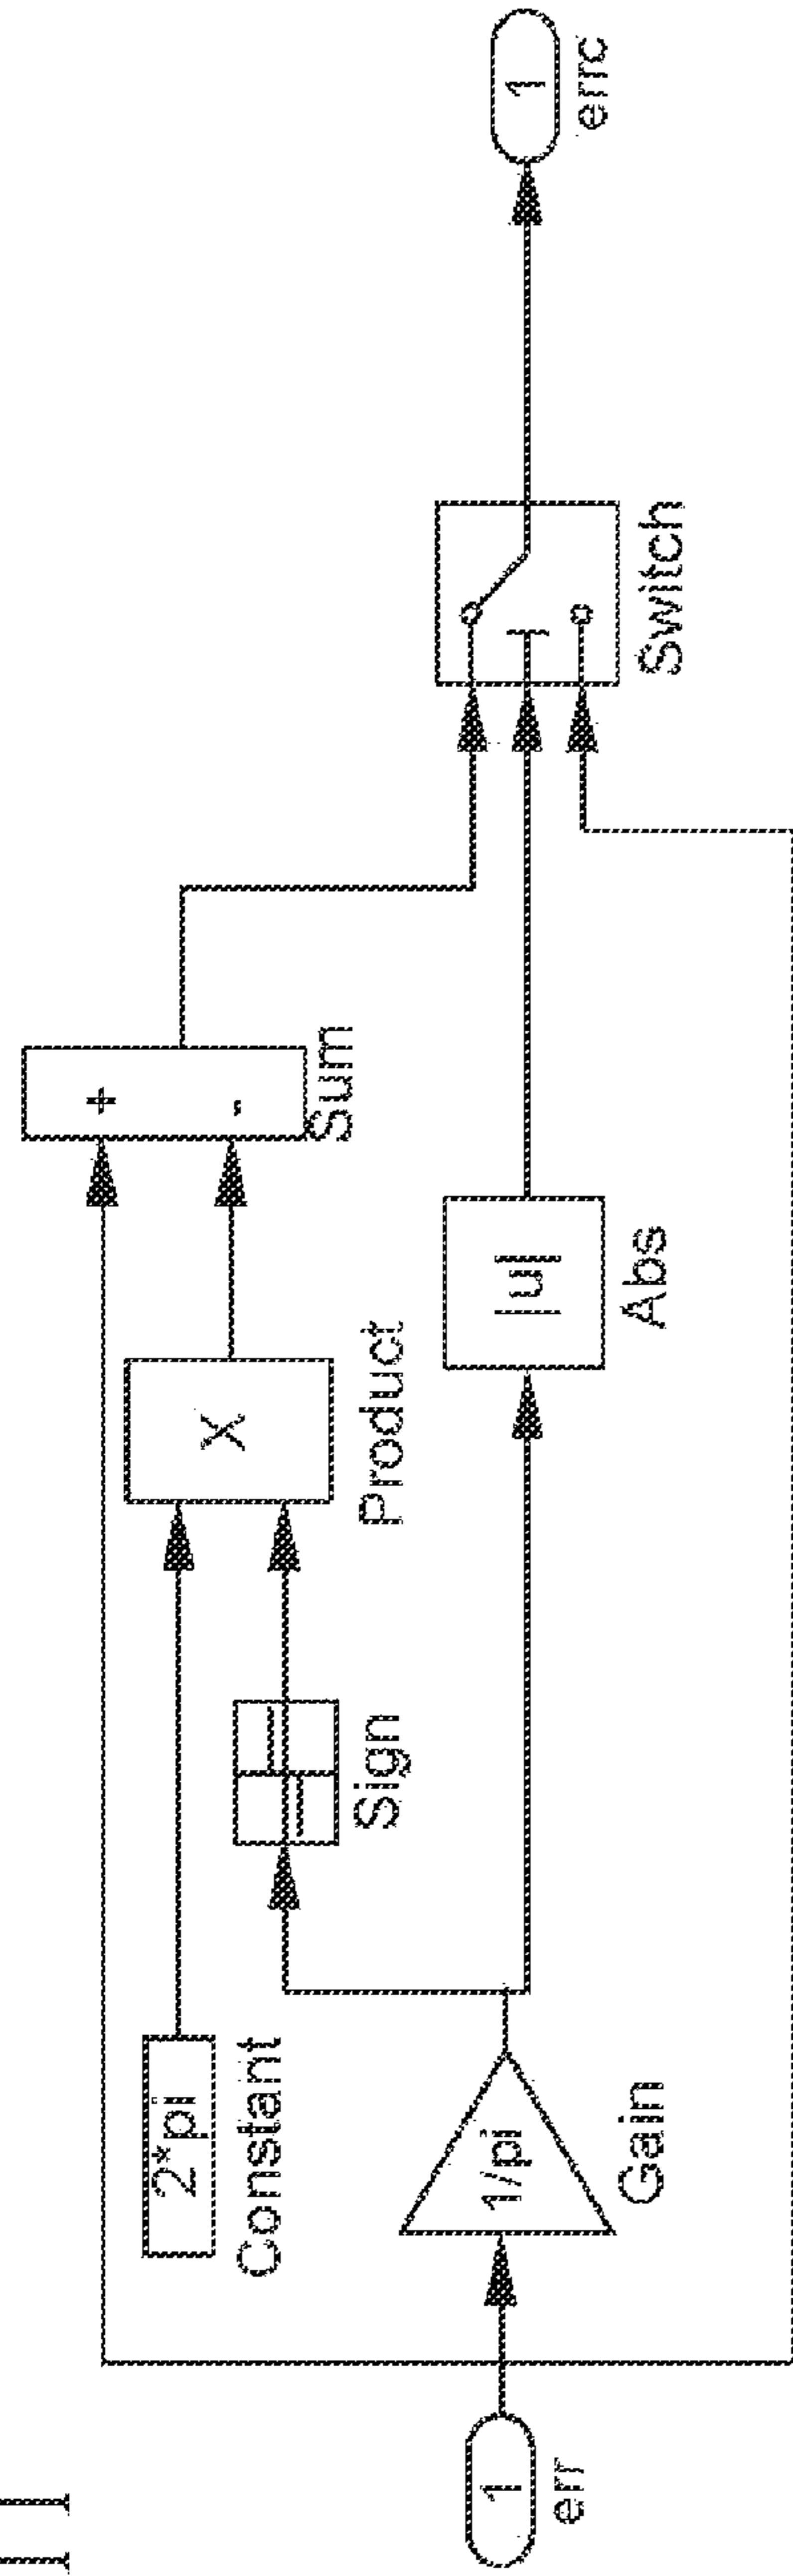 1
err
1/pi
Gain
2*pi
Constant
Sign
X
Product
|u|
Abs
+
-
Sum
Switch
1
errc